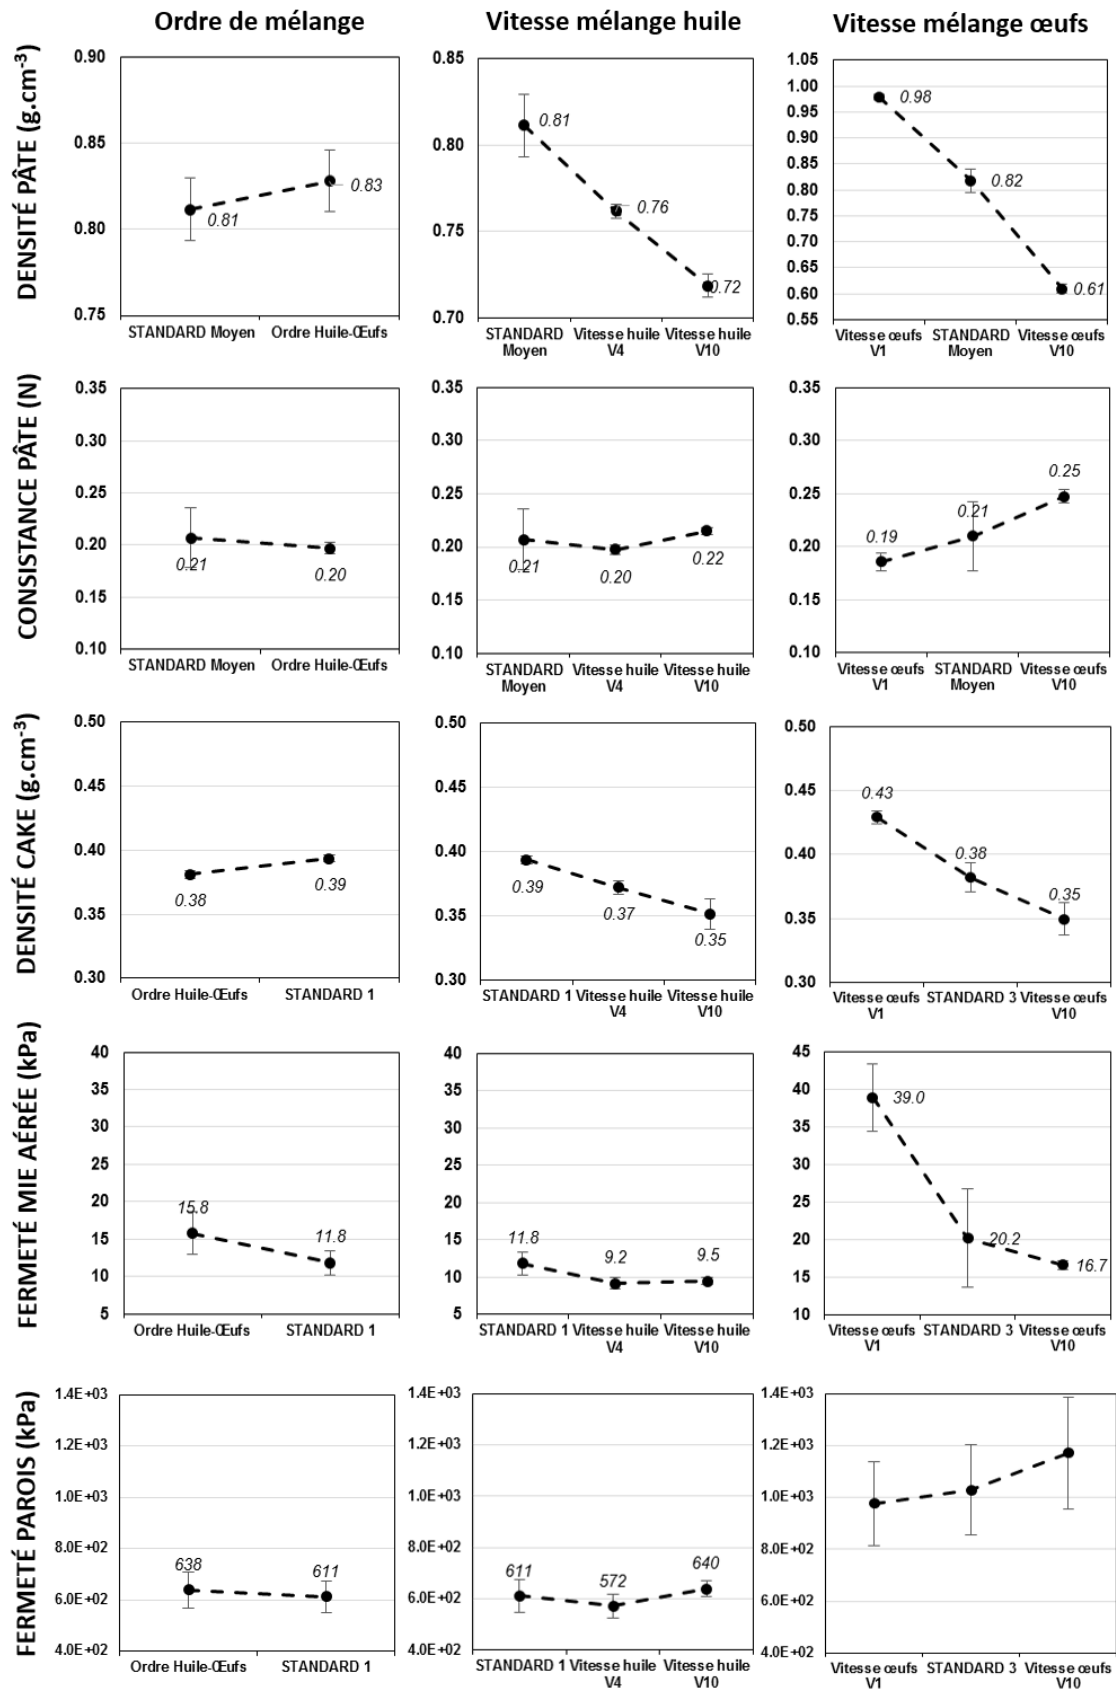 Ordre de mélange
Vitesse mélange huile
Vitesse mélange œufs
DENSITÉ PÂTE (g.cm-3)
0.90
0.85
0.80
0.75
0.81
0.83
STANDARD Moyen
Ordre Huile-Œufs
0.85
0.80
0.75
0.70
0.81
0.76
0.72
STANDARD Moyen
Vitesse huile V4
Vitesse huile V10
1.05
1.00
0.95
0.90
0.85
0.80
0.75
0.70
0.65
0.60
0.55
0.98
0.82
0.61
Vitesse œufs V1
STANDARD Moyen
Vitesse œufs V10
CONSISTANCE PÂTE (N)
0.35
0.30
0.25
0.20
0.15
0.10
0.21
0.20
STANDARD Moyen
Ordre Huile-Œufs
0.35
0.30
0.25
0.20
0.15
0.10
0.21
0.20
0.22
STANDARD Moyen
Vitesse huile V4
Vitesse huile V10
0.35
0.30
0.25
0.20
0.15
0.10
0.19
0.21
0.25
Vitesse œufs V1
STANDARD Moyen
Vitesse œufs V10
DENSITÉ CAKE (g.cm-3)
0.50
0.45
0.40
0.35
0.30
0.38
0.39
Ordre Huile-Œufs
STANDARD 1
0.50
0.45
0.40
0.35
0.30
0.39
0.37
0.35
STANDARD 1
Vitesse huile V4
Vitesse huile V10
0.50
0.45
0.40
0.35
0.30
0.43
0.38
0.35
Vitesse œufs V1
STANDARD 3
Vitesse œufs V10
FERMETÉ MIE AÉRÉE (kPa)
40
35
30
25
20
15
10
5
15.8
11.8
Ordre Huile-Œufs
STANDARD 1
40
35
30
25
20
15
10
5
11.8
9.2
9.5
STANDARD 1
Vitesse huile V4
Vitesse huile V10
45
40
35
30
25
20
15
10
39.0
20.2
16.7
Vitesse œufs V1
STANDARD 3
Vitesse œufs V10
FERMETÉ PAROIS (kPa)
1.4E+03
1.2E+03
1.0E+03
8.0E+02
6.0E+02
4.0E+02
638
611
Ordre Huile-Œufs
STANDARD 1
1.4E+03
1.2E+03
1.0E+03
8.0E+02
6.0E+02
4.0E+02
611
572
640
STANDARD 1
Vitesse huile V4
Vitesse huile V10
1.4E+03
1.2E+03
1.0E+03
8.0E+02
6.0E+02
4.0E+02
Vitesse œufs V1
STANDARD 3
Vitesse œufs V10